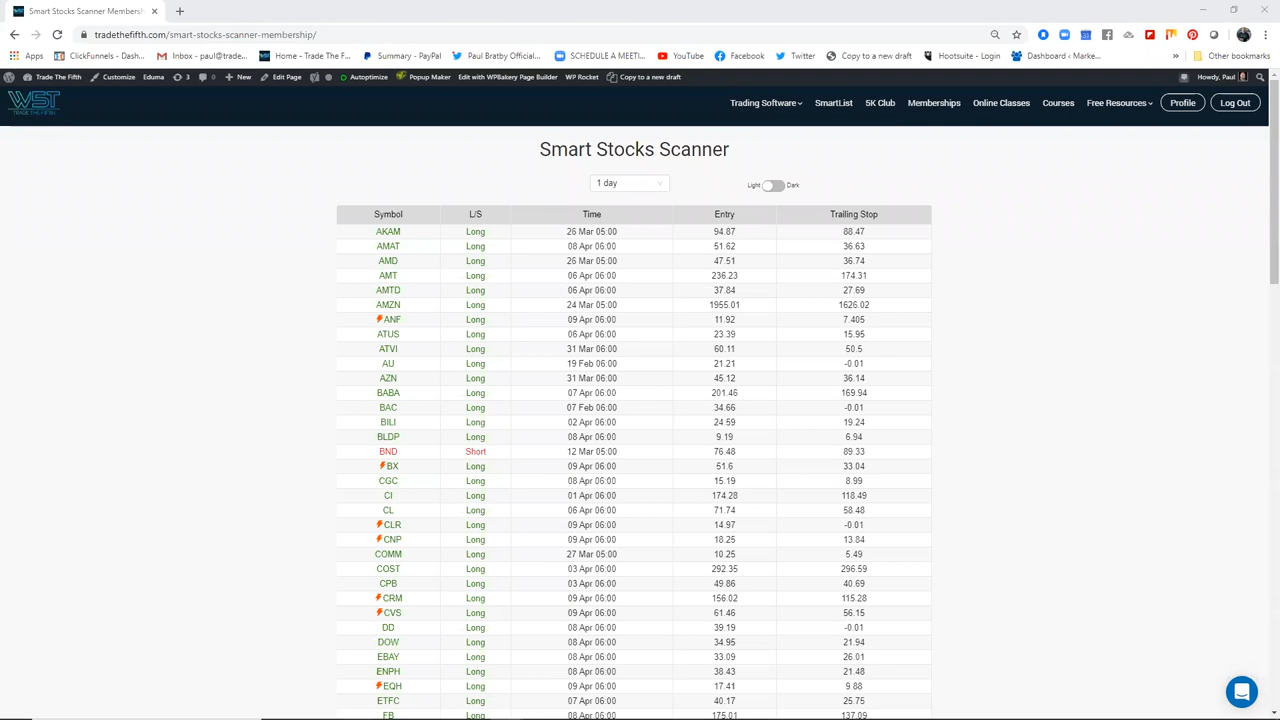 Smart Stocks Scanner Membersh
tradethefifth.com/smart-stocks-scanner-membership/
Apps ClickFunnels - Dash... Inbox - paul@trade... Home - Trade The Fifth... Summary - PayPal Paul Bratby Official... SCHEDULE A MEETI... YouTube Facebook Twitter Copy to a new draft Hootsuite - Login Dashboard ‹ Marke... » Other bookmarks
Trade The Fifth Customize Eduma 3 0 New Edit Page Autoptimize Popup Maker Edit with WPBakery Page Builder WP Rocket Copy to a new draft Howdy, Paul
WST Trading Software SmartList 5K Club Memberships Online Classes Courses Free Resources Profile Log Out
TRADE THE FIFTH
Smart Stocks Scanner
1 day Light Dark
Symbol L/S Time Entry Trailing Stop
AKAM Long 26 Mar 05:00 94.87 88.47
AMAT Long 08 Apr 06:00 51.62 36.63
AMD Long 26 Mar 05:00 47.51 36.74
AMT Long 06 Apr 06:00 236.23 174.31
AMTD Long 06 Apr 06:00 37.84 27.69
AMZN Long 24 Mar 05:00 1955.01 1626.02
ANF Long 09 Apr 06:00 11.92 7.405
ATUS Long 06 Apr 06:00 23.39 15.95
ATVI Long 31 Mar 06:00 60.11 50.5
AU Long 19 Feb 06:00 21.21 -0.01
AZN Long 31 Mar 06:00 45.12 36.14
BABA Long 07 Apr 06:00 201.46 169.94
BAC Long 07 Feb 06:00 34.66 -0.01
BILI Long 02 Apr 06:00 24.59 19.24
BLDP Long 08 Apr 06:00 9.19 6.94
BND Short 12 Mar 05:00 76.48 89.33
BX Long 09 Apr 06:00 51.6 33.04
CGC Long 08 Apr 06:00 15.19 8.99
CI Long 01 Apr 06:00 174.28 118.49
CL Long 06 Apr 06:00 71.74 58.48
CLR Long 09 Apr 06:00 14.97 -0.01
CNP Long 09 Apr 06:00 18.25 13.84
COMM Long 27 Mar 05:00 10.25 5.49
COST Long 03 Apr 06:00 292.35 296.59
CPB Long 03 Apr 06:00 49.86 40.69
CRM Long 09 Apr 06:00 156.02 115.28
CVS Long 09 Apr 06:00 61.46 56.15
DD Long 08 Apr 06:00 39.19 -0.01
DOW Long 08 Apr 06:00 34.95 21.94
EBAY Long 08 Apr 06:00 33.09 26.01
ENPH Long 08 Apr 06:00 38.43 21.48
EQH Long 09 Apr 06:00 17.41 9.88
ETFC Long 07 Apr 06:00 40.17 25.75
FB Long 08 Apr 06:00 175.01 137.09